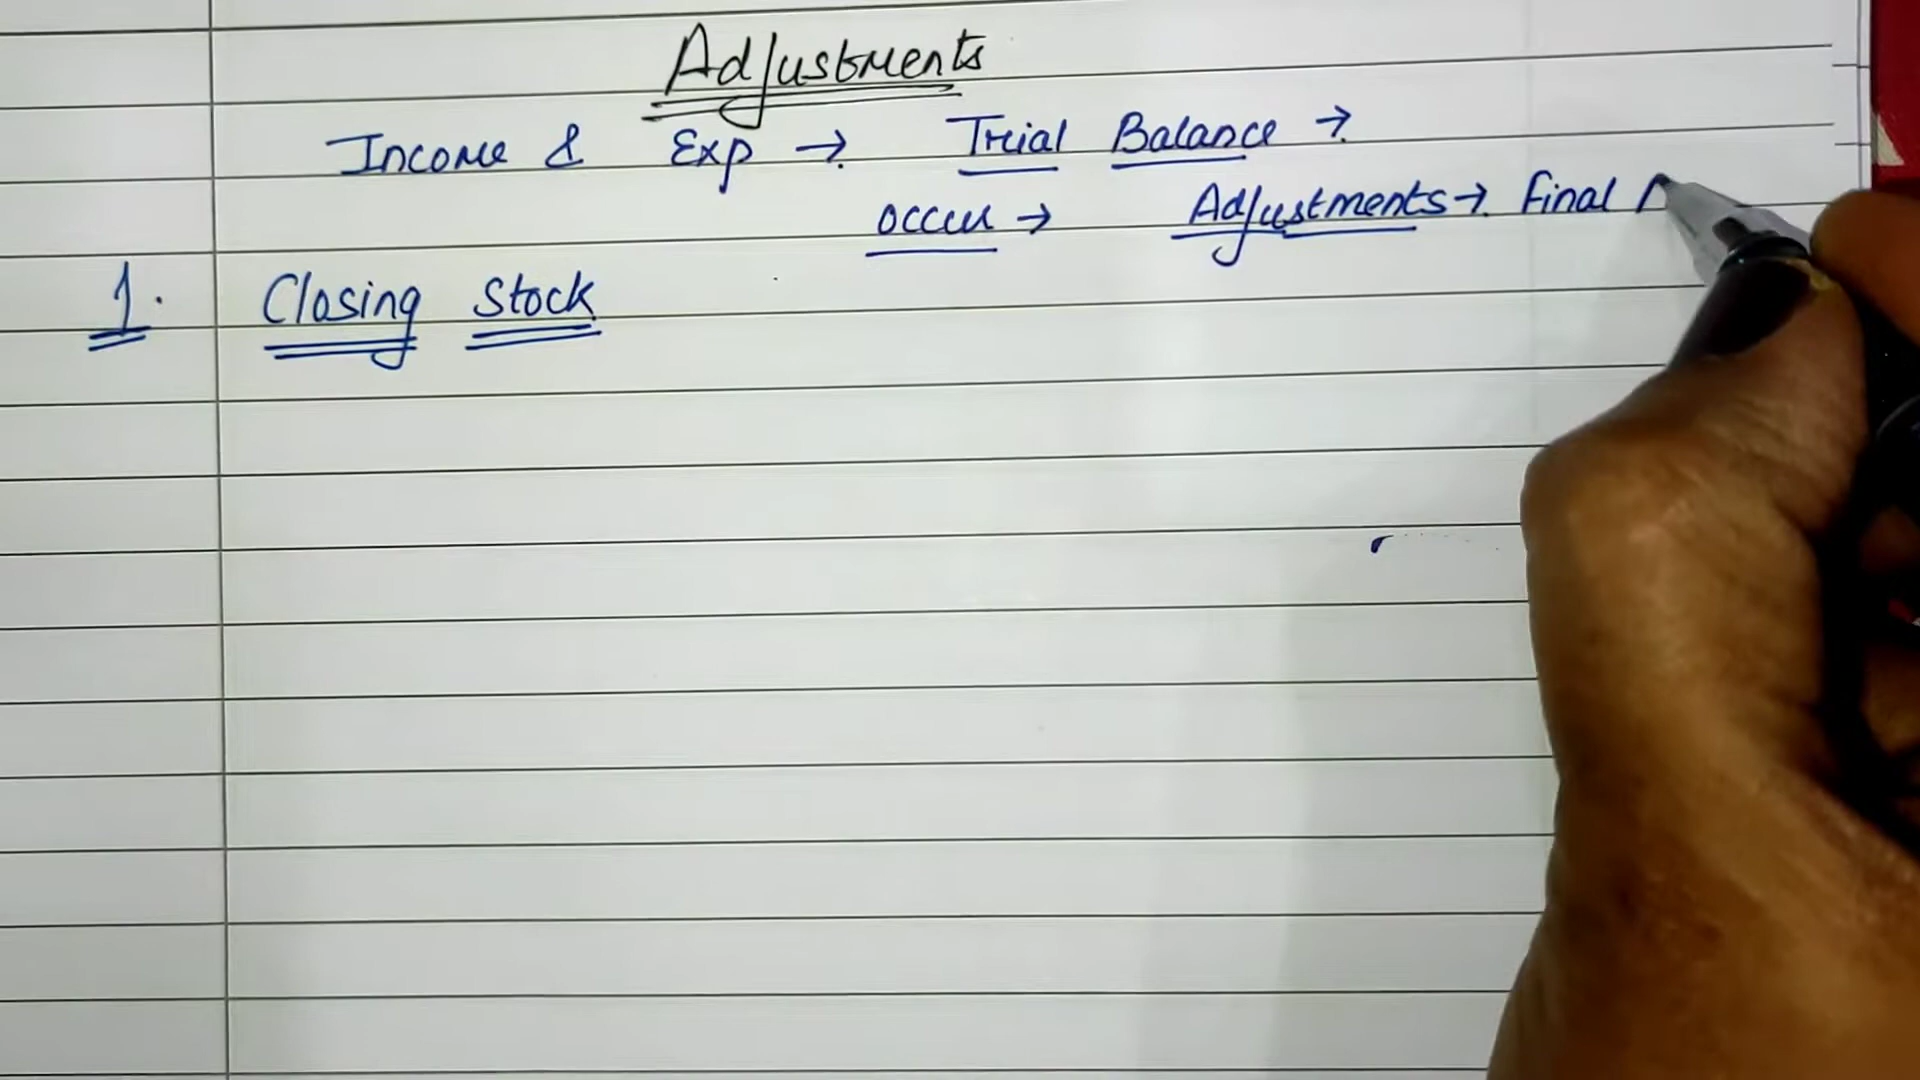 Adjustments
Income & Exp → Trial Balance →
occur → Adjustments → Final
1. Closing Stock